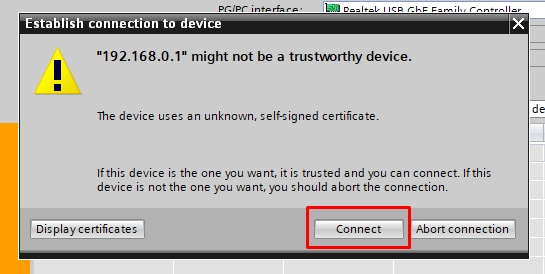 PG/PC interface:
Realtek USB GbE Family Controller
Establish connection to device
"192.168.0.1" might not be a trustworthy device.
The device uses an unknown, self-signed certificate.
de
If this device is the one you want, it is trusted and you can connect. If this
device is not the one you want, you should abort the connection.
Display certificates
Connect
Abort connection